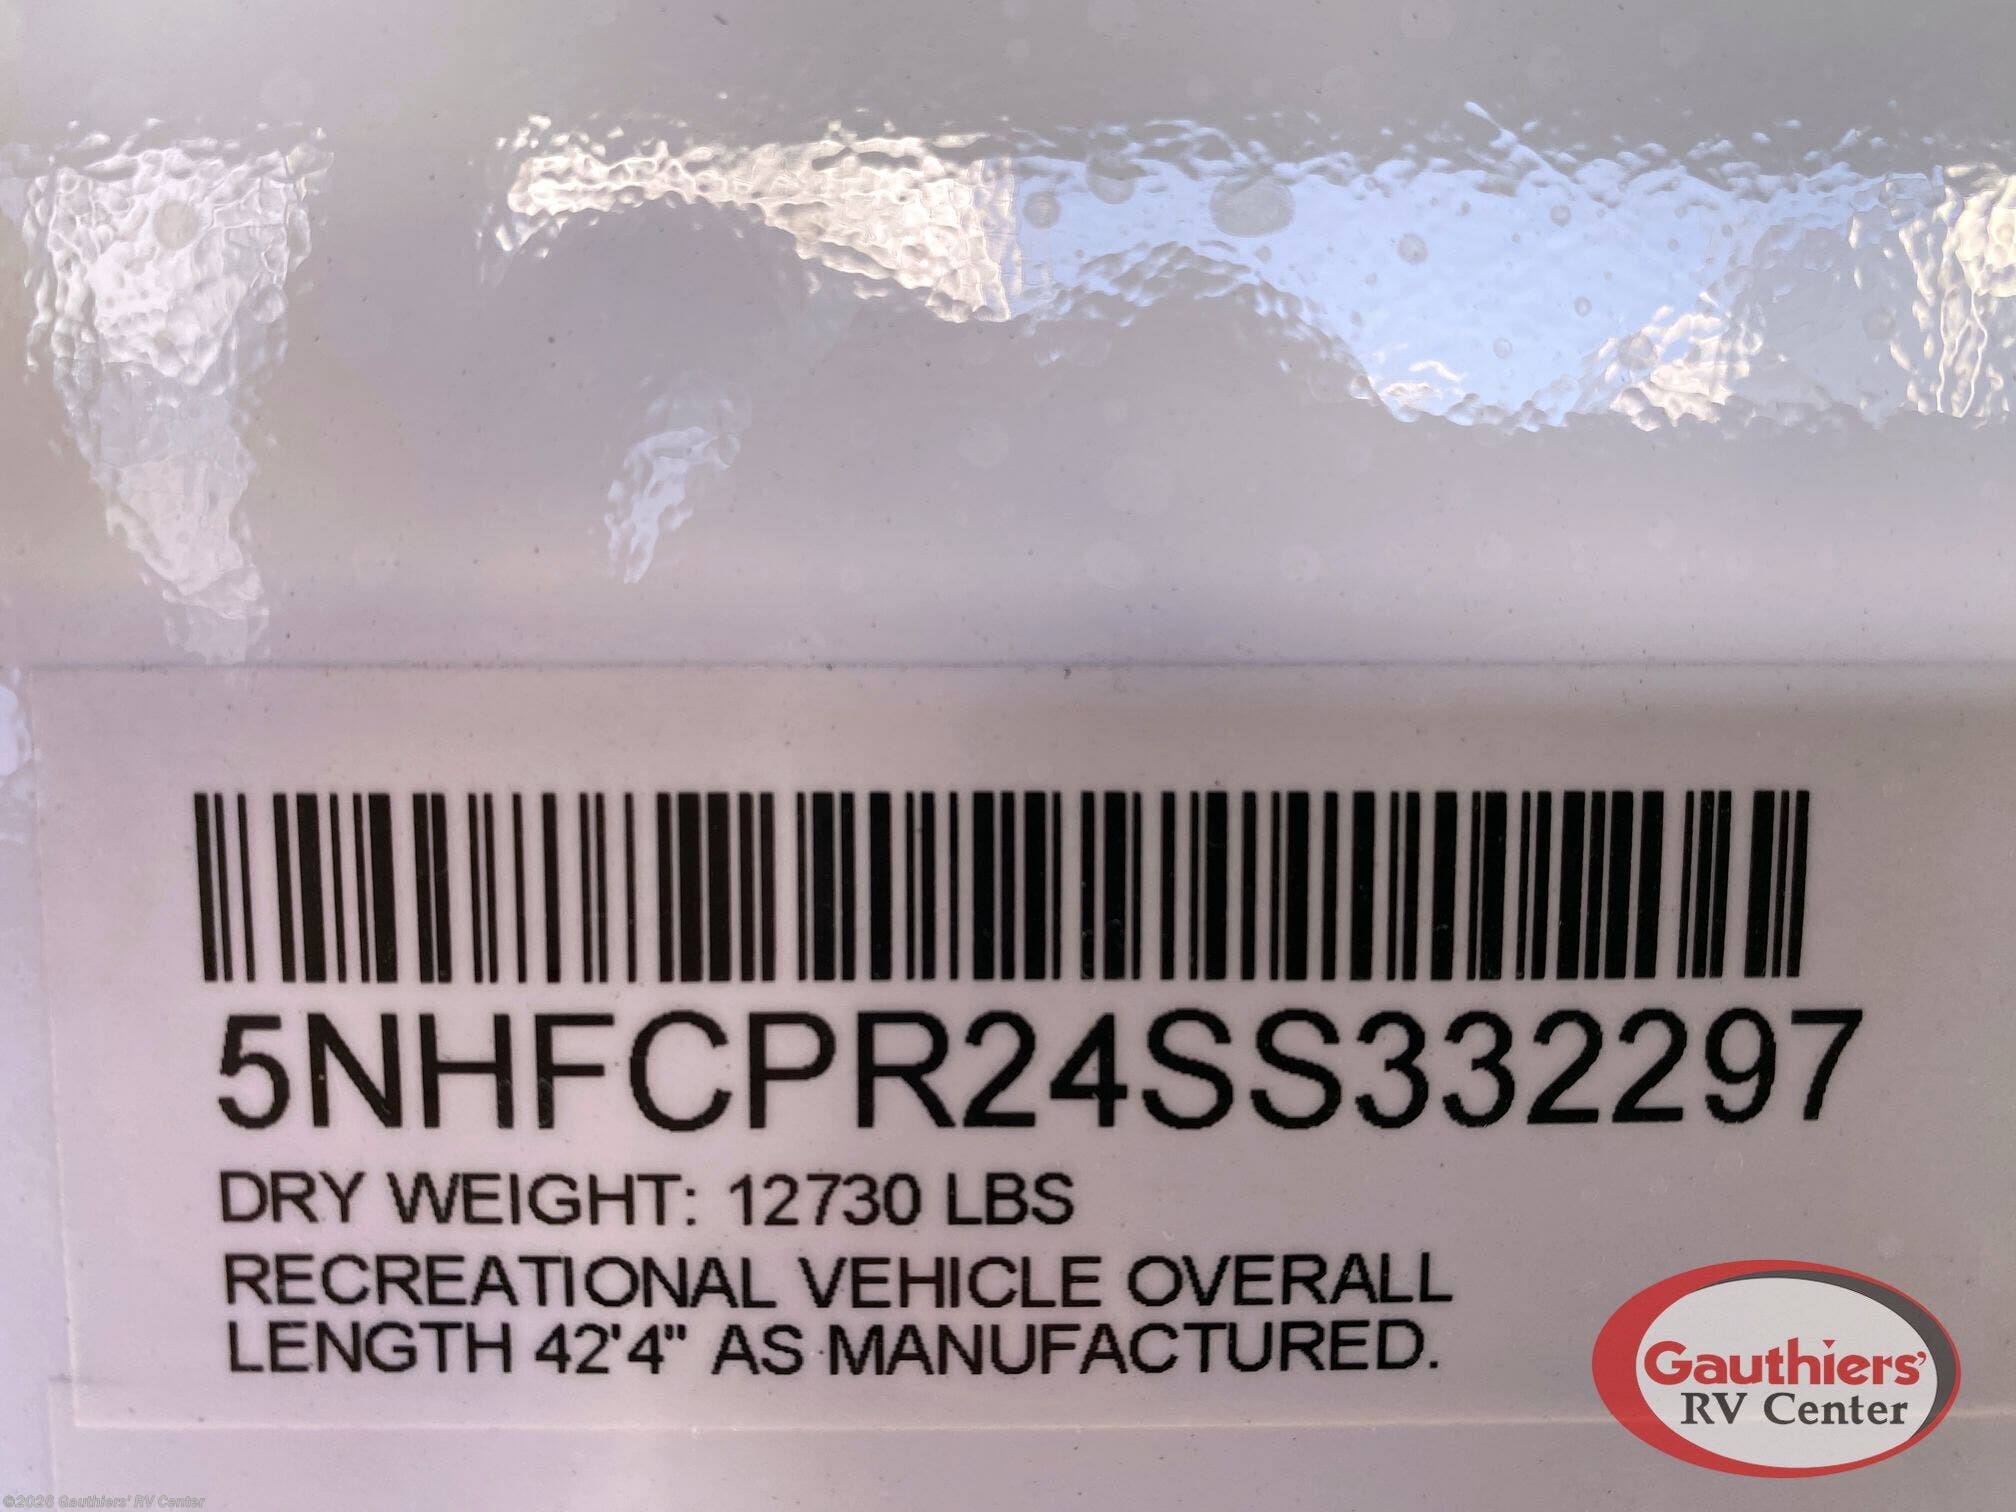 5NHFCPR24SS332297
DRY WEIGHT: 12730 LBS
RECREATIONAL VEHICLE OVERALL
LENGTH 42'4" AS MANUFACTURED.
Gauthiers'
RV Center
©2026 Gauthiers' RV Center